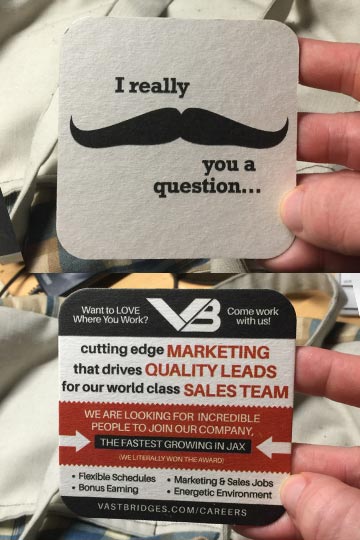 I really
you a
question...
Want to LOVE
Where You Work?
VB
Come work
with us!
cutting edge MARKETING
that drives QUALITY LEADS
for our world class SALES TEAM
WE ARE LOOKING FOR INCREDIBLE
PEOPLE TO JOIN OUR COMPANY,
THE FASTEST GROWING IN JAX
(WE LITERALLY WON THE AWARD!)
• Flexible Schedules
• Bonus Earning
• Marketing & Sales Jobs
• Energetic Environment
VASTBRIDGES.COM/CAREERS